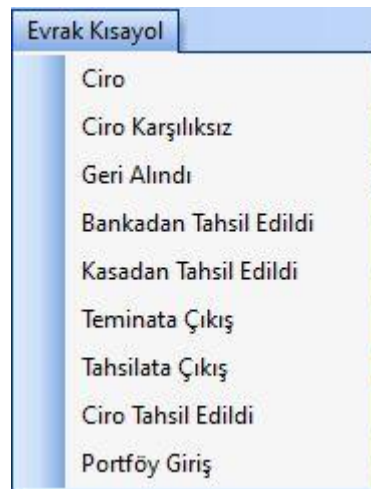 Evrak Kısayol
Ciro
Ciro Karşılıksız
Geri Alındı
Bankadan Tahsil Edildi
Kasadan Tahsil Edildi
Teminata Çıkış
Tahsilata Çıkış
Ciro Tahsil Edildi
Portföy Giriş